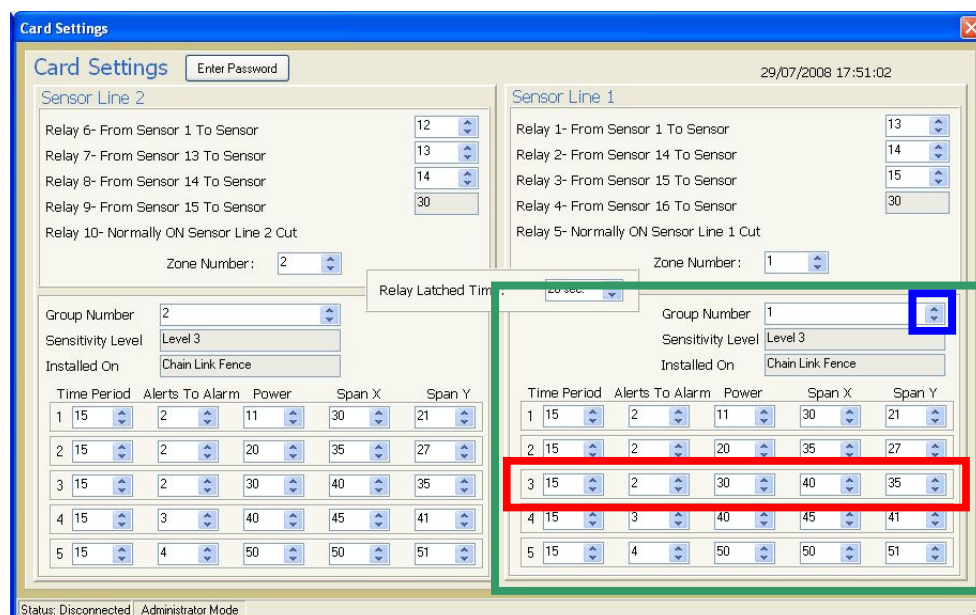 Card Settings
Card Settings Enter Password 29/07/2008 17:51:02
Sensor Line 2
Relay 6- From Sensor 1 To Sensor 12
Relay 7- From Sensor 13 To Sensor 13
Relay 8- From Sensor 14 To Sensor 14
Relay 9- From Sensor 15 To Sensor 30
Relay 10- Normally ON Sensor Line 2 Cut
Zone Number: 2
Sensor Line 1
Relay 1- From Sensor 1 To Sensor 13
Relay 2- From Sensor 14 To Sensor 14
Relay 3- From Sensor 15 To Sensor 15
Relay 4- From Sensor 16 To Sensor 30
Relay 5- Normally ON Sensor Line 1 Cut
Zone Number: 1
Relay Latched Tim : 20 sec.
Group Number 2
Sensitivity Level Level 3
Installed On Chain Link Fence
Time Period Alerts To Alarm Power Span X Span Y
1 15 2 11 30 21
2 15 2 20 35 27
3 15 2 30 40 35
4 15 3 40 45 41
5 15 4 50 50 51
Group Number 1
Sensitivity Level Level 3
Installed On Chain Link Fence
Time Period Alerts To Alarm Power Span X Span Y
1 15 2 11 30 21
2 15 2 20 35 27
3 15 2 30 40 35
4 15 3 40 45 41
5 15 4 50 50 51
Status: Disconnected Administrator Mode